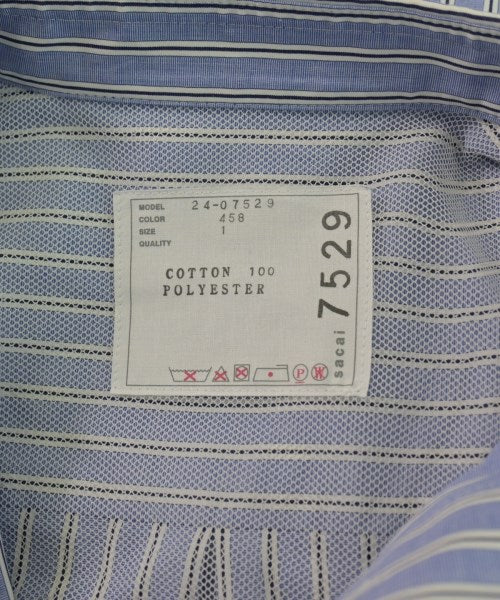 MODEL 24-07529
COLOR 458
SIZE 1
QUALITY
COTTON 100
POLYESTER
sacai 7529
P
W